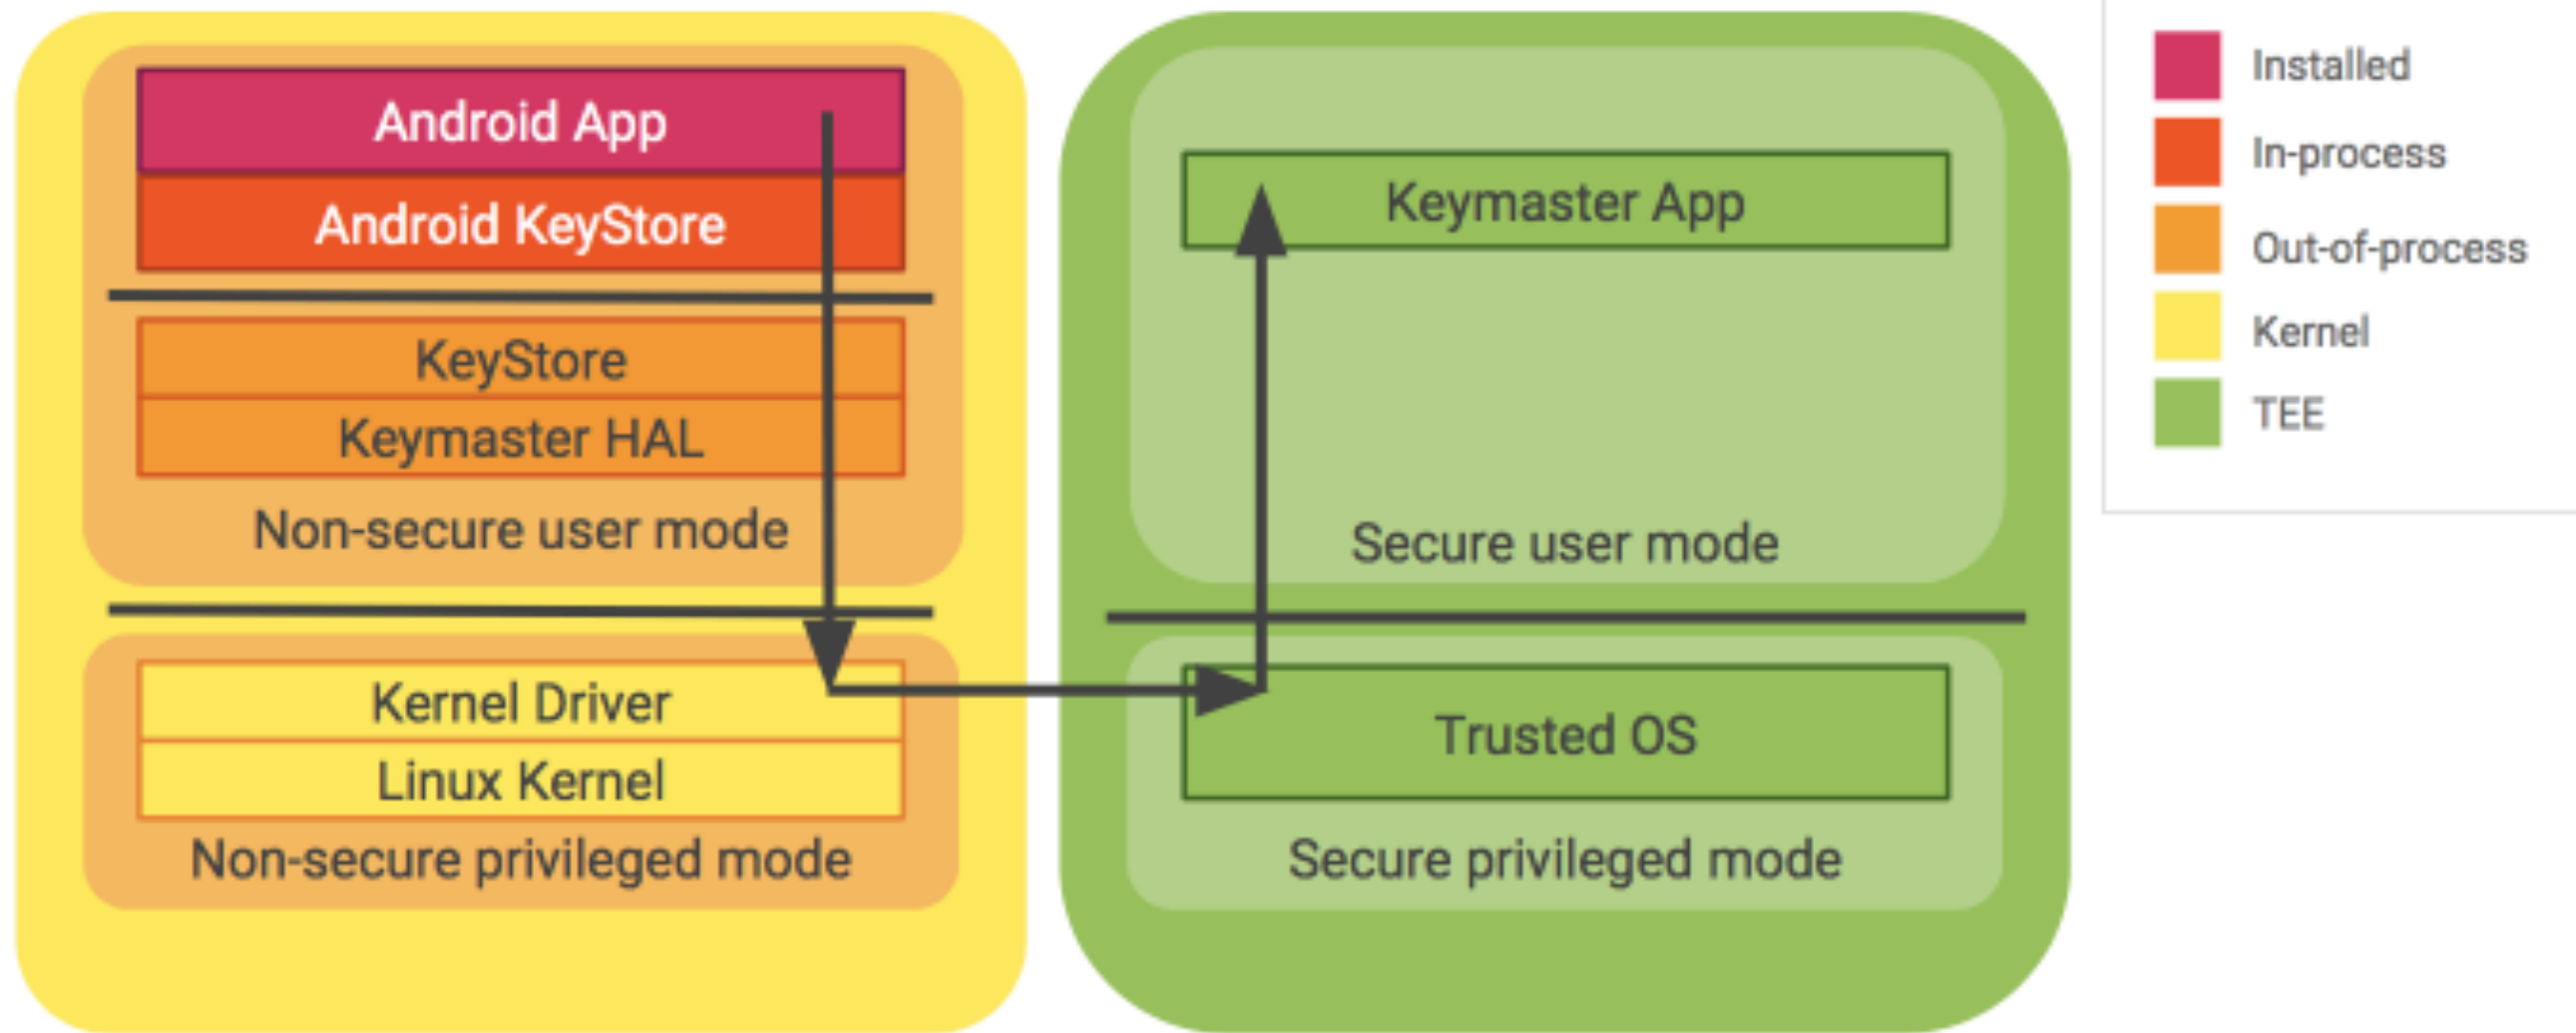 Android App
Android KeyStore
KeyStore
Keymaster HAL
Non-secure user mode
Kernel Driver
Linux Kernel
Non-secure privileged mode
Keymaster App
Secure user mode
Trusted OS
Secure privileged mode
Installed
In-process
Out-of-process
Kernel
TEE